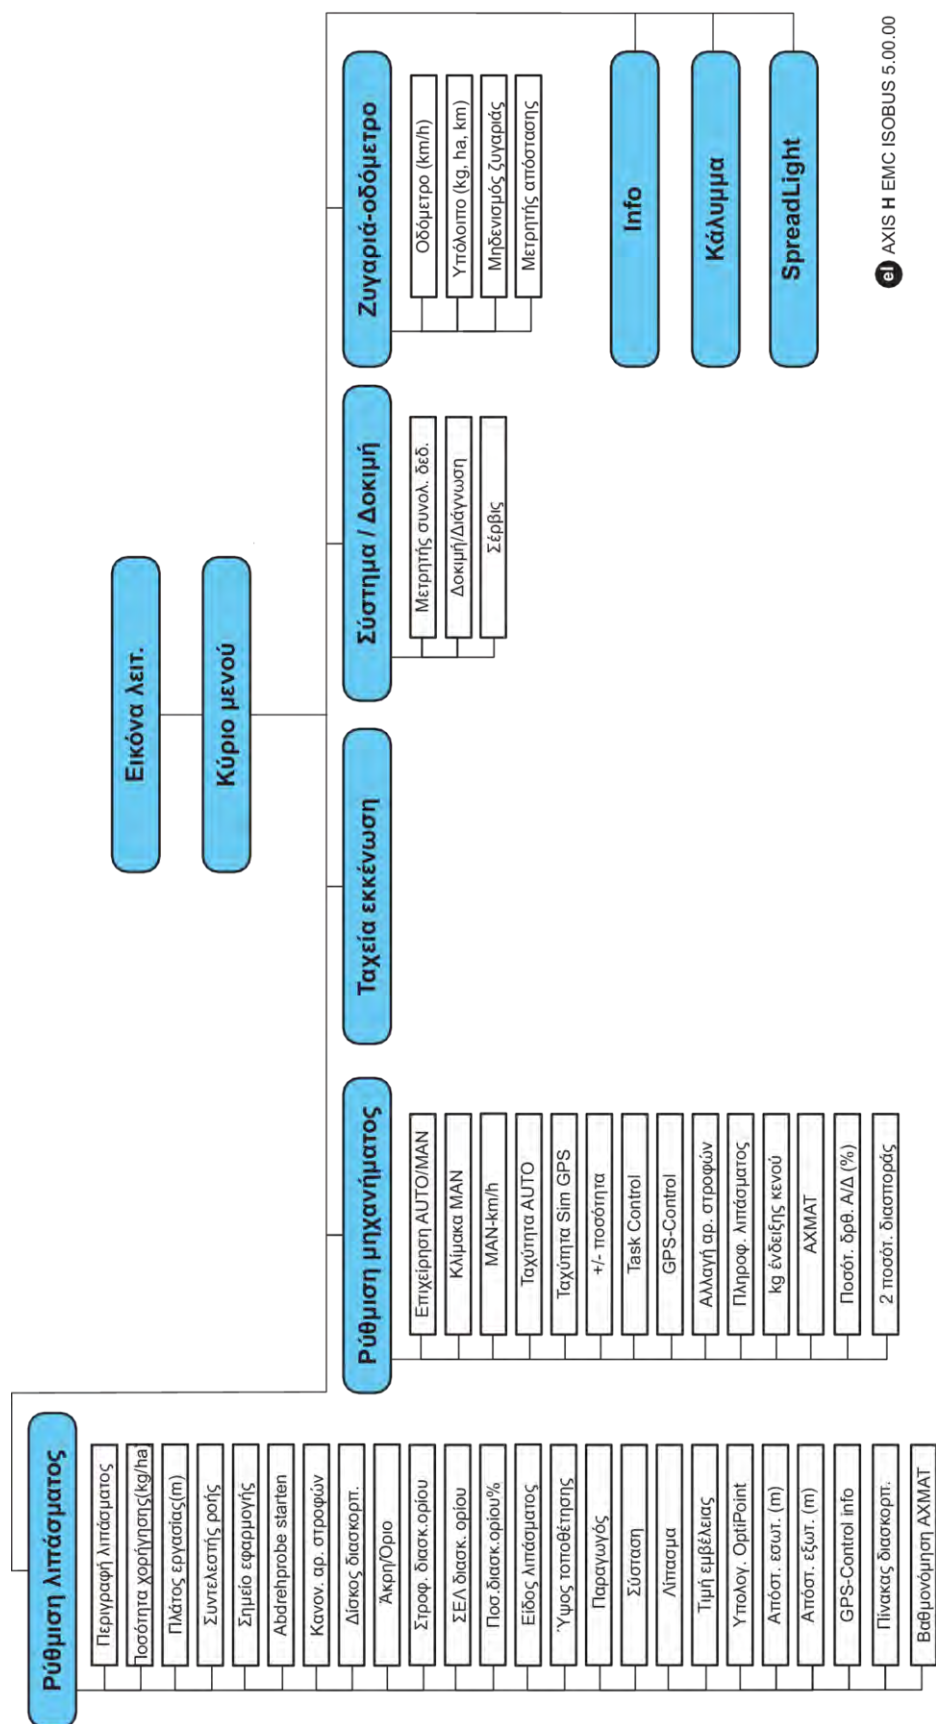 Εικόνα λειτ.
Κύριο μενού
Ρύθμιση λιπάσματος
Περιγραφή λιπάσματος
Ποσότητα χορήγησης(kg/ha
Πλάτος εργασίας(m)
Συντελεστής ροής
Σημείο εφαρμογής
Abdrehprobe starten
Κανον. αρ. στροφών
Δίσκος διασκορπ.
Άκρη/Όριο
Στροφ. διασκ.ορίου
ΣΕΛ διασκ. ορίου
Ποσ.διασκ.ορίου%
Είδος λιπάσματος
Ύψος τοποθέτησης
Παραγωγός
Σύσταση
Λίπασμα
Τιμή εμβέλειας
Υπολογ. OptiPoint
Απόστ. εσωτ. (m)
Απόστ. εξωτ. (m)
GPS-Control info
Πίνακας διασκορπ.
Βαθμονόμηση AXMAT
Ρύθμιση μηχανήματος
Επιχείρηση AUTO/MAN
Κλίμακα MAN
MAN-km/h
Ταχύτητα AUTO
Ταχύτητα Sim GPS
+/- ποσότητα
Task Control
GPS-Control
Αλλαγή αρ. στροφών
Πληροφ. λιπάσματος
kg ένδειξης κενού
AXMAT
Ποσότ. δρθ. Α/Δ (%)
2 ποσότ. διασποράς
Ταχεία εκκένωση
Σύστημα / Δοκιμή
Μετρητής συνολ. δεδ.
Δοκιμή/Διάγνωση
Σέρβις
Ζυγαριά-οδόμετρο
Οδόμετρο (km/h)
Υπόλοιπο (kg, ha, km)
Μηδενισμός ζυγαριάς
Μετρητής απόστασης
Info
Κάλυμμα
SpreadLight
el AXIS H EMC ISOBUS 5.00.00